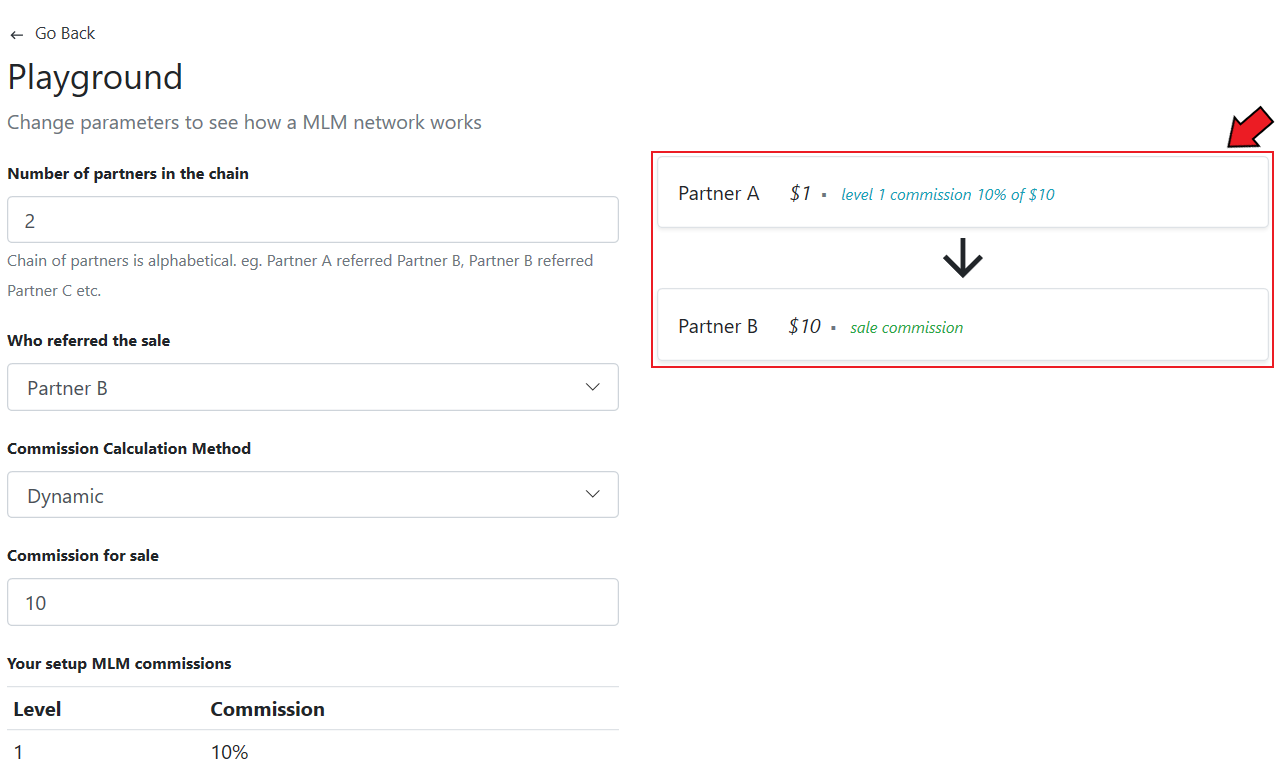 ← Go Back
Playground
Change parameters to see how a MLM network works
Number of partners in the chain
2
Chain of partners is alphabetical. eg. Partner A referred Partner B, Partner B referred
Partner C etc.
Who referred the sale
Partner B
Commission Calculation Method
Dynamic
Commission for sale
10
Your setup MLM commissions
Level Commission
1 10%
Partner A $1 • level 1 commission 10% of $10
Partner B $10 • sale commission